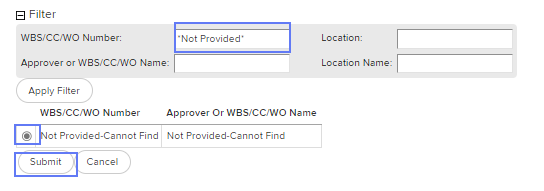 Filter
WBS/CC/WO Number: *Not Provided* Location:
Approver or WBS/CC/WO Name: Location Name:
Apply Filter
WBS/CC/WO Number Approver Or WBS/CC/WO Name
Not Provided-Cannot Find Not Provided-Cannot Find
Submit Cancel